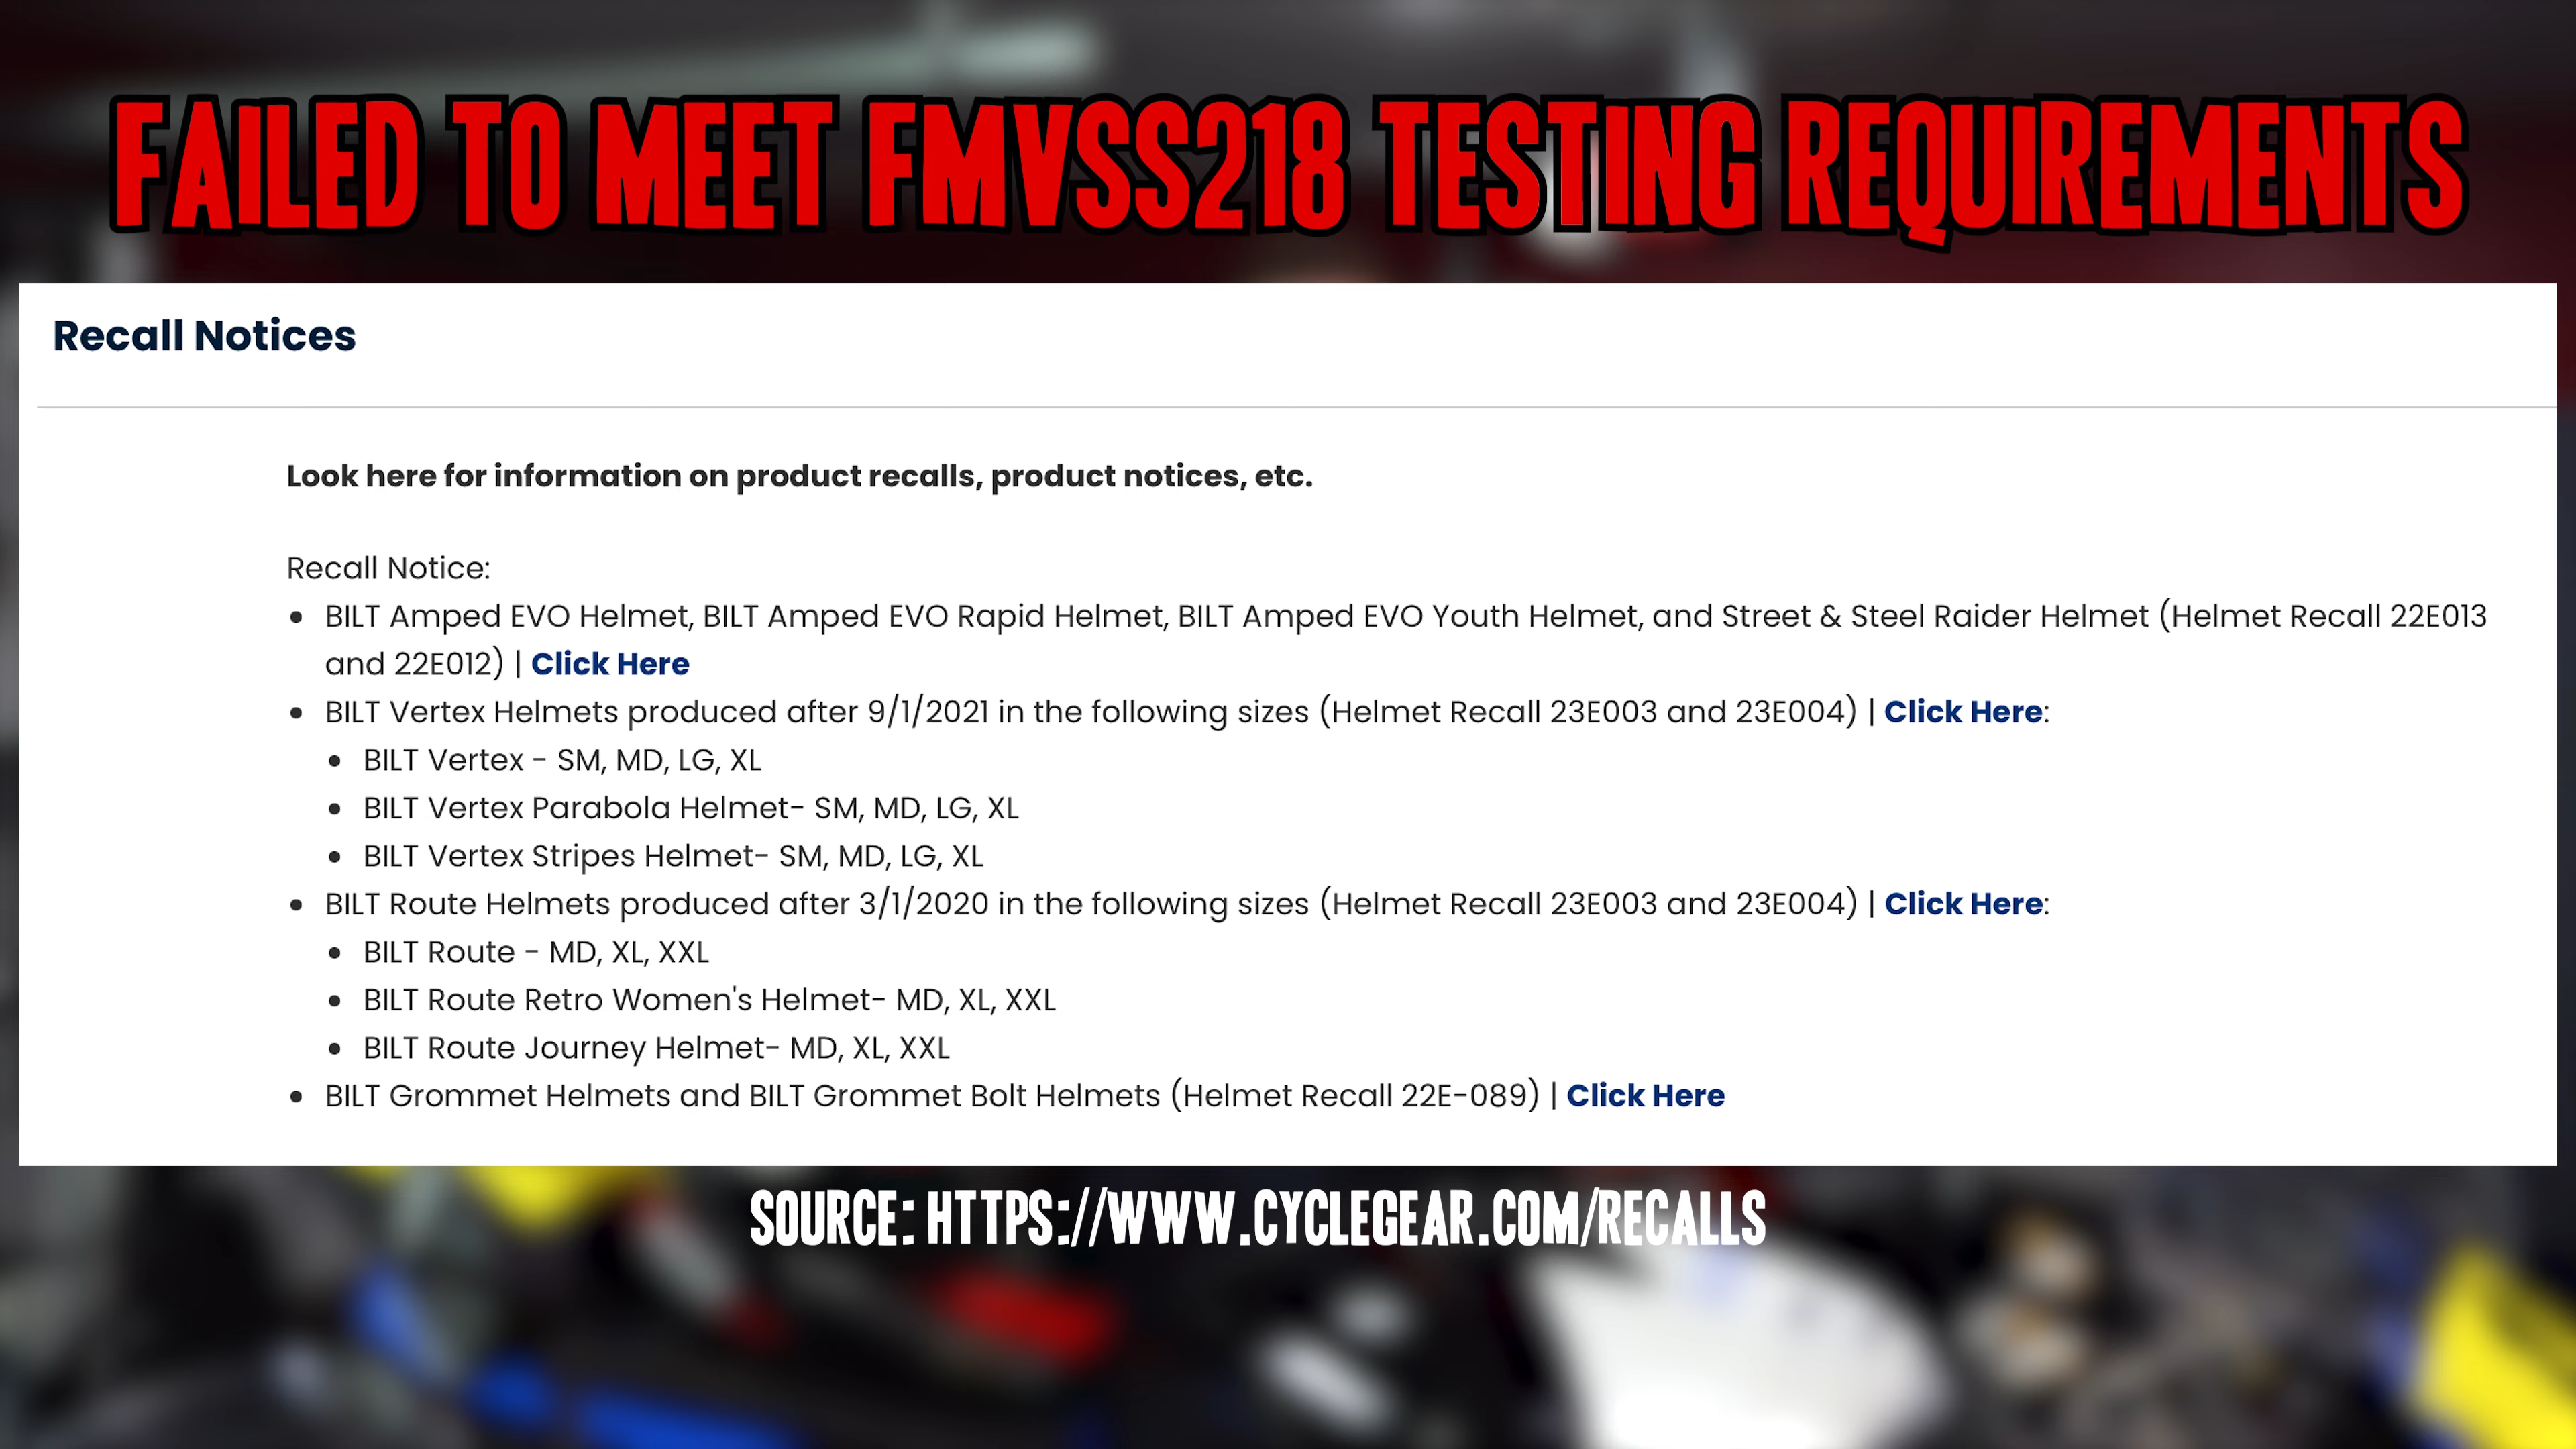 FAILED TO MEET FMVSS218 TESTING REQUIREMENTS
Recall Notices
Look here for information on product recalls, product notices, etc.
Recall Notice:
• BILT Amped EVO Helmet, BILT Amped EVO Rapid Helmet, BILT Amped EVO Youth Helmet, and Street & Steel Raider Helmet (Helmet Recall 22E013
and 22E012) | Click Here
• BILT Vertex Helmets produced after 9/1/2021 in the following sizes (Helmet Recall 23E003 and 23E004) | Click Here:
• BILT Vertex - SM, MD, LG, XL
• BILT Vertex Parabola Helmet- SM, MD, LG, XL
• BILT Vertex Stripes Helmet- SM, MD, LG, XL
• BILT Route Helmets produced after 3/1/2020 in the following sizes (Helmet Recall 23E003 and 23E004) | Click Here:
• BILT Route - MD, XL, XXL
• BILT Route Retro Women's Helmet- MD, XL, XXL
• BILT Route Journey Helmet- MD, XL, XXL
• BILT Grommet Helmets and BILT Grommet Bolt Helmets (Helmet Recall 22E-089) | Click Here
SOURCE: HTTPS://WWW.CYCLEGEAR.COM/RECALLS